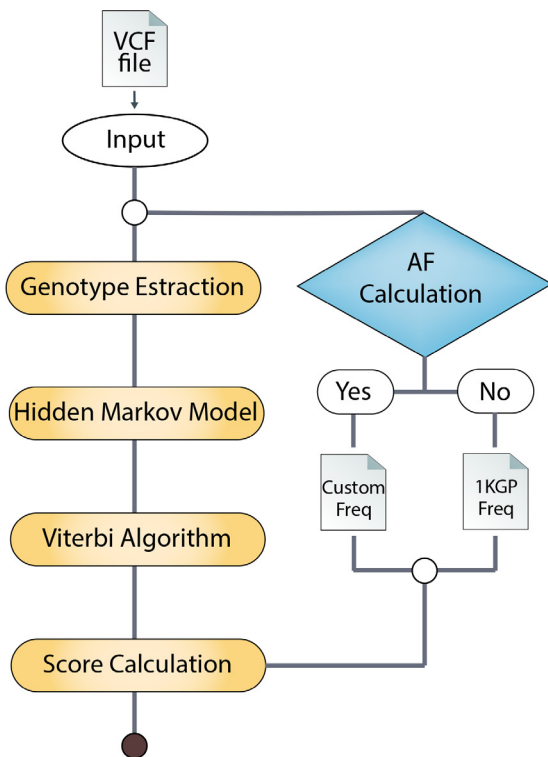 VCF
file
Input
Genotype Extraction
AF
Calculation
Hidden Markov Model
Yes
No
Custom
Freq
1KGP
Freq
Viterbi Algorithm
Score Calculation